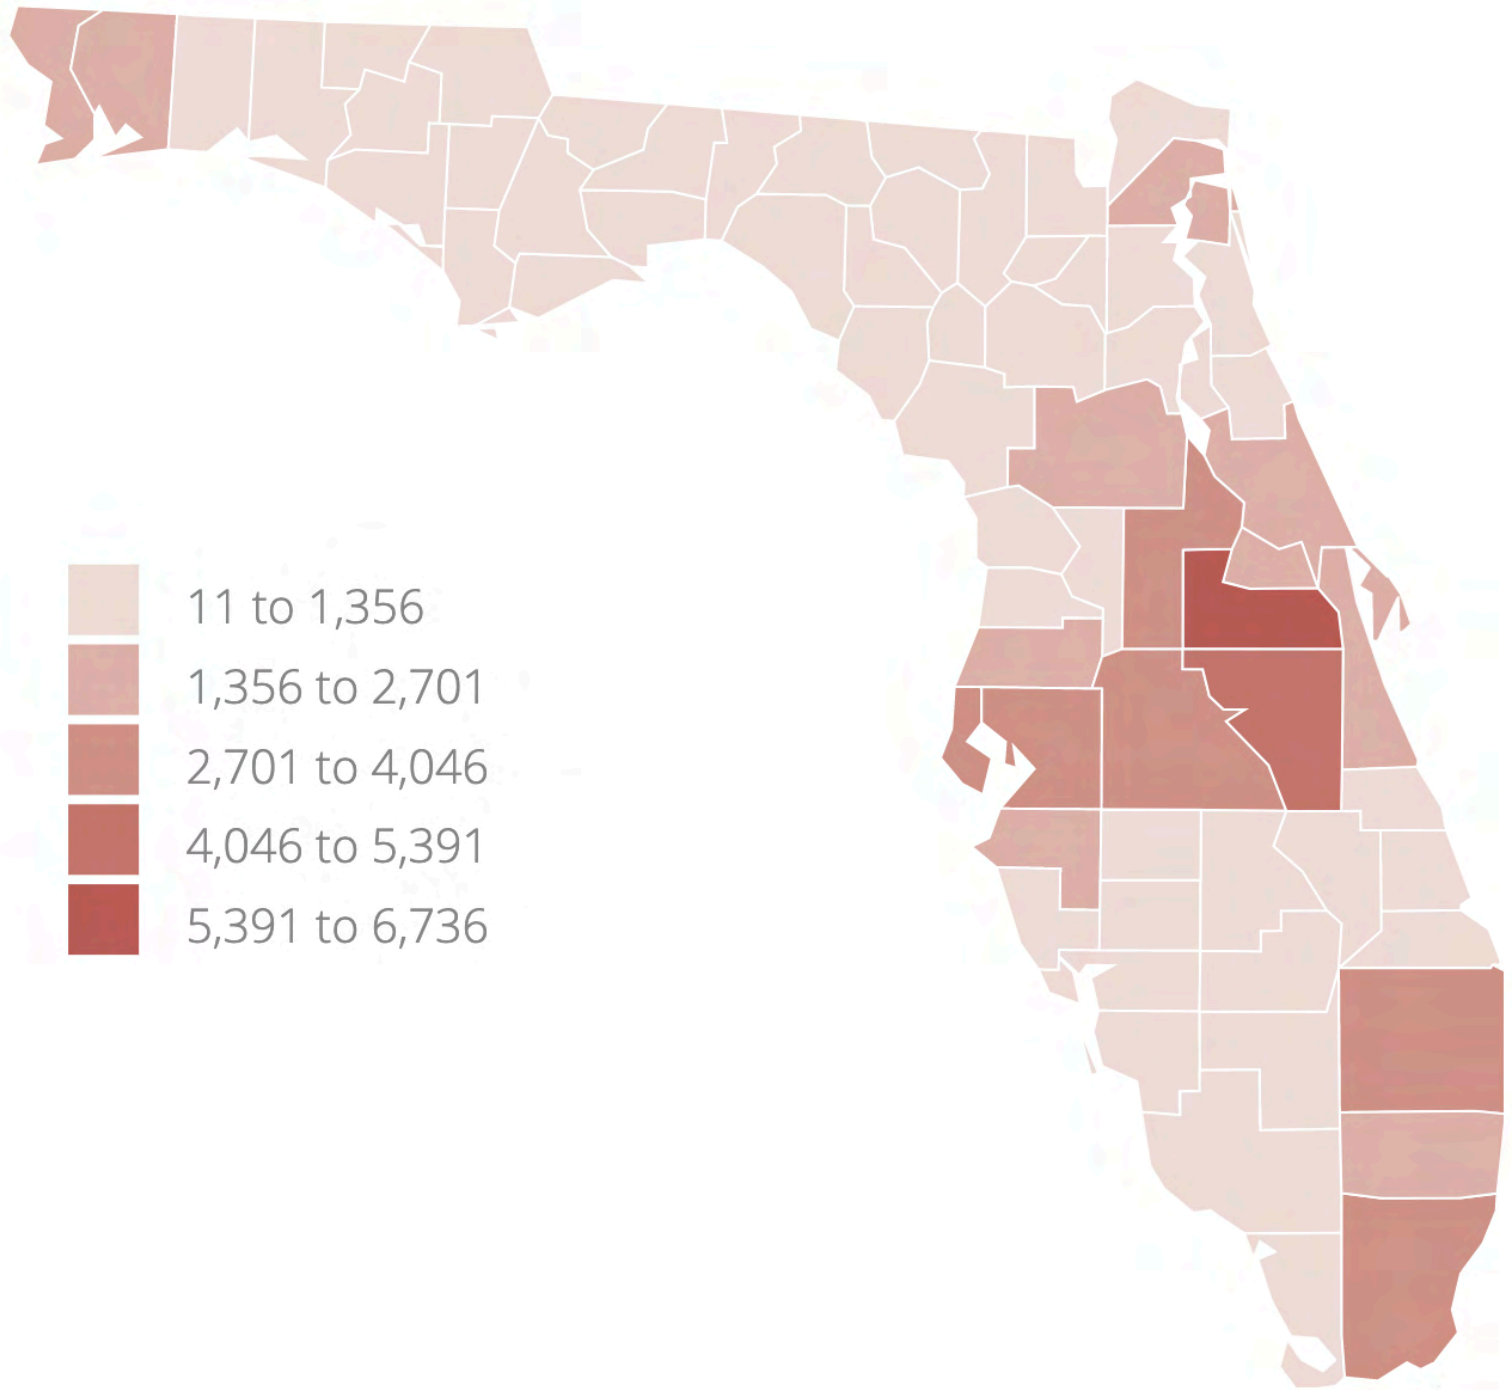 11 to 1,356
1,356 to 2,701
2,701 to 4,046
4,046 to 5,391
5,391 to 6,736